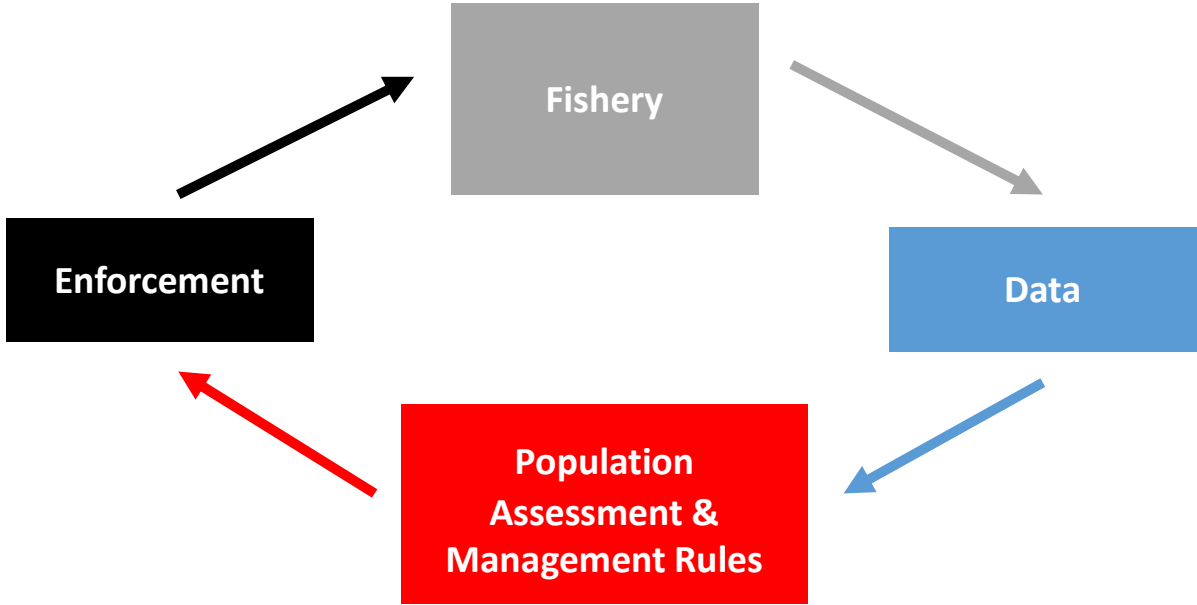 Fishery
Enforcement
Data
Population
Assessment &
Management Rules